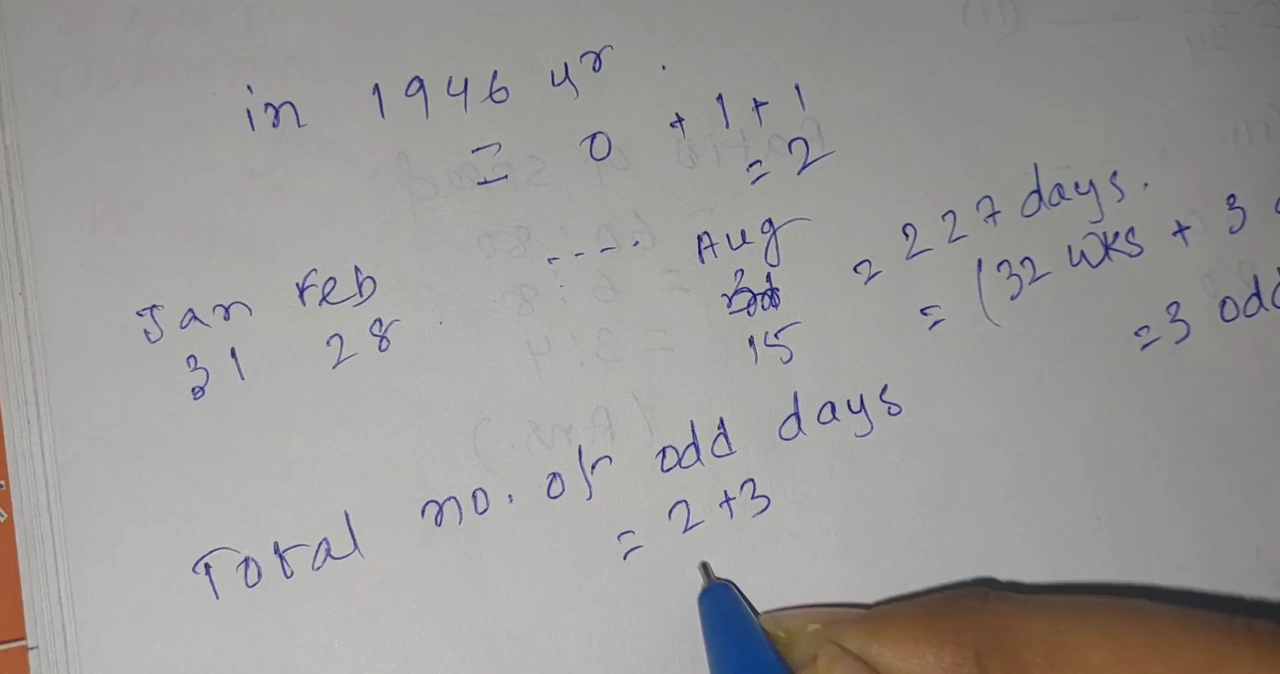 in 1946 yr.
= 0 + 1 + 1
= 2
Jan Feb ---- Aug
31 28 15
= 227 days.
= (32 wks + 3
= 3 odd
Total no. of odd days
= 2+3